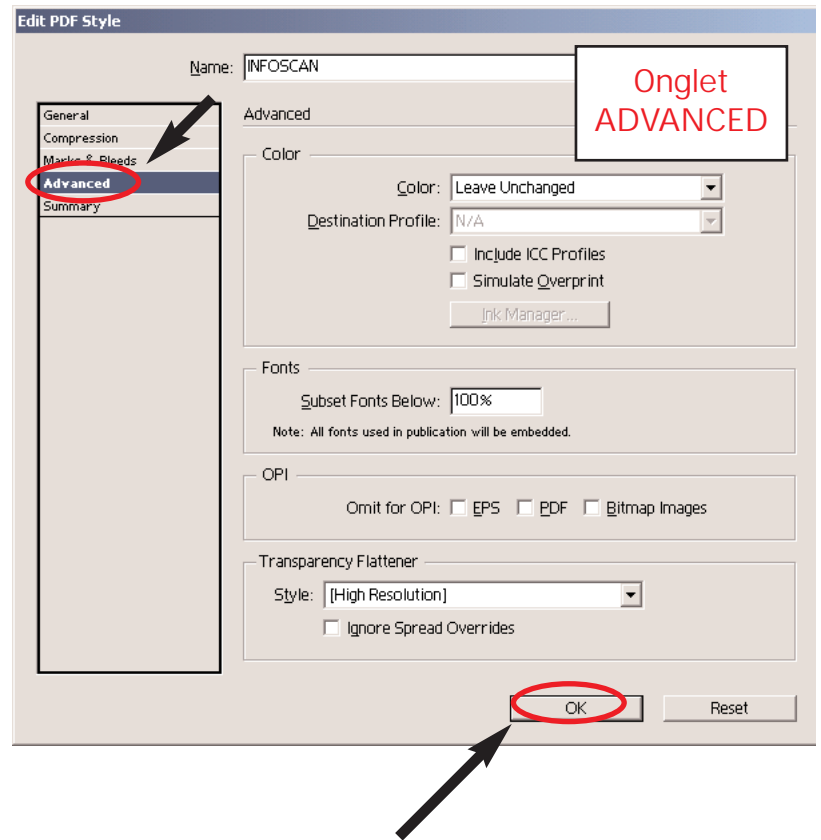 Edit PDF Style
Name: INFOSCAN
Onglet
ADVANCED
General
Compression
Marks & Bleeds
Advanced
Summary
Advanced
Color
Color: Leave Unchanged
Destination Profile: N/A
Include ICC Profiles
Simulate Overprint
Ink Manager...
Fonts
Subset Fonts Below: 100%
Note: All fonts used in publication will be embedded.
OPI
Omit for OPI: EPS PDF Bitmap Images
Transparency Flattener
Style: [High Resolution]
Ignore Spread Overrides
OK Reset